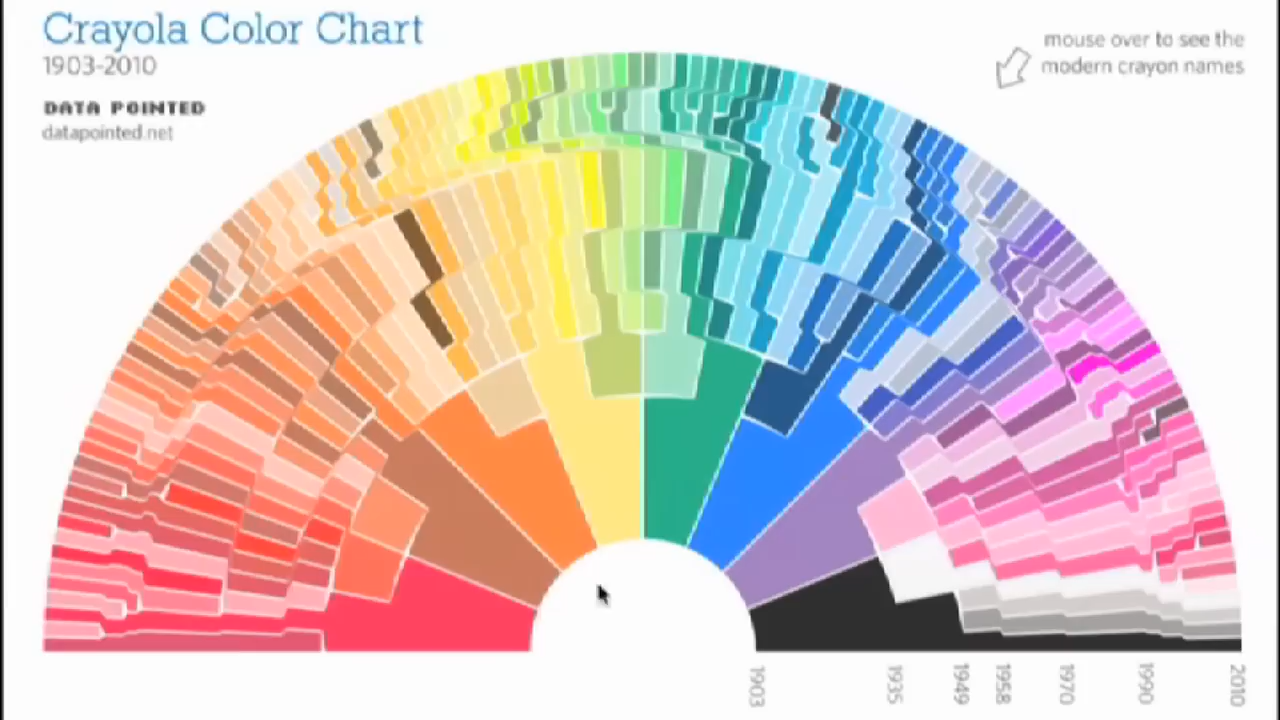 Crayola Color Chart
1903-2010
DATA POINTED
datapointed.net
mouse over to see the
modern crayon names
1903
1935
1949
1958
1970
1990
2010